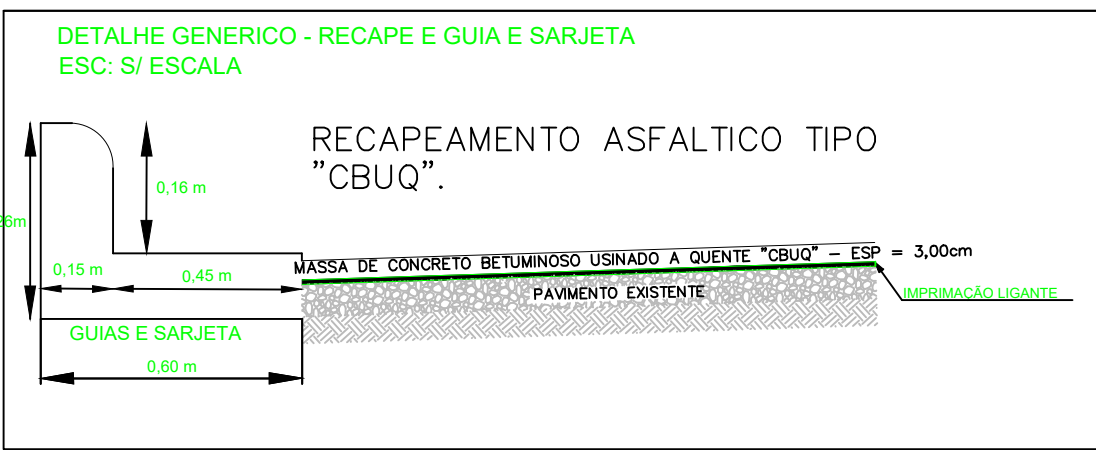 DETALHE GENERICO - RECAPE E GUIA E SARJETA
ESC: S/ ESCALA
RECAPEAMENTO ASFALTICO TIPO
"CBUQ".
0,16 m
26m
0,15 m
0,45 m
MASSA DE CONCRETO BETUMINOSO USINADO A QUENTE "CBUQ" – ESP = 3,00cm
PAVIMENTO EXISTENTE
IMPRIMAÇÃO LIGANTE
GUIAS E SARJETA
0,60 m